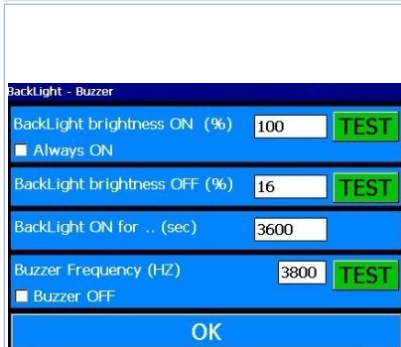 BackLight - Buzzer
BackLight brightness ON (%) 100 TEST
Always ON
BackLight brightness OFF (%) 16 TEST
BackLight ON for .. (sec) 3600
Buzzer Frequency (HZ) 3800 TEST
Buzzer OFF
OK